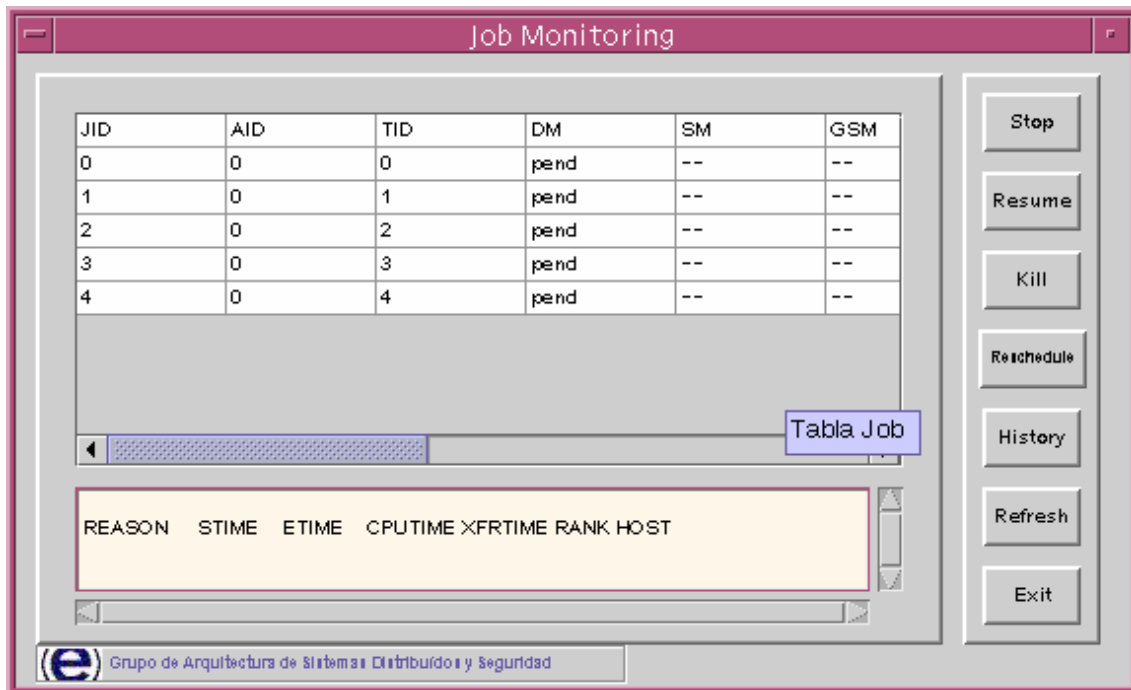 Job Monitoring
JID AID TID DM SM GSM
0 0 0 pend -- --
1 0 1 pend -- --
2 0 2 pend -- --
3 0 3 pend -- --
4 0 4 pend -- --
Tabla Job
REASON STIME ETIME CPUTIME XFRTIME RANK HOST
Stop
Resume
Kill
Reschedule
History
Refresh
Exit
(e) Grupo de Arquitectura de Sistemas Distribuídos y Seguridad